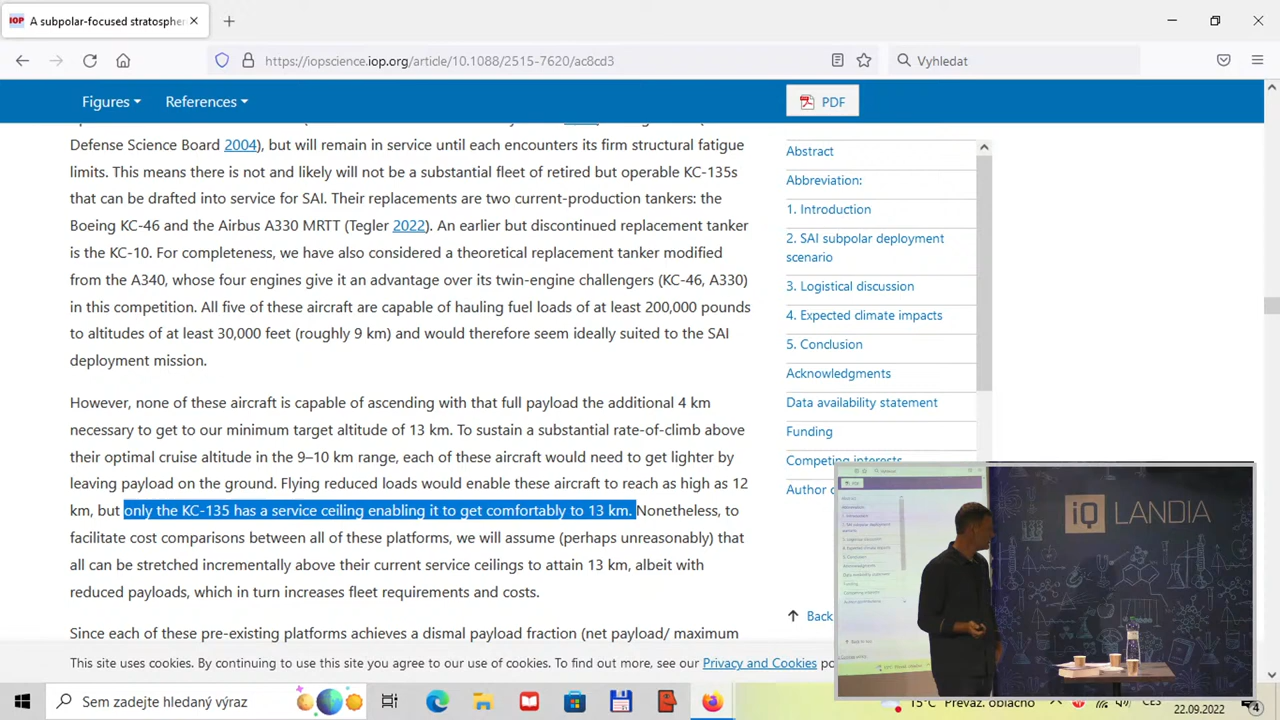 A subpolar-focused stratosphe
https://iopscience.iop.org/article/10.1088/2515-7620/ac8cd3
Vyhledat
Figures
References
PDF
Defense Science Board 2004), but will remain in service until each encounters its firm structural fatigue
limits. This means there is not and likely will not be a substantial fleet of retired but operable KC-135s
that can be drafted into service for SAI. Their replacements are two current-production tankers: the
Boeing KC-46 and the Airbus A330 MRTT (Tegler 2022). An earlier but discontinued replacement tanker
is the KC-10. For completeness, we have also considered a theoretical replacement tanker modified
from the A340, whose four engines give it an advantage over its twin-engine challengers (KC-46, A330)
in this competition. All five of these aircraft are capable of hauling fuel loads of at least 200,000 pounds
to altitudes of at least 30,000 feet (roughly 9 km) and would therefore seem ideally suited to the SAI
deployment mission.
However, none of these aircraft is capable of ascending with that full payload the additional 4 km
necessary to get to our minimum target altitude of 13 km. To sustain a substantial rate-of-climb above
their optimal cruise altitude in the 9–10 km range, each of these aircraft would need to get lighter by
leaving payload on the ground. Flying reduced loads would enable these aircraft to reach as high as 12
km, but only the KC-135 has a service ceiling enabling it to get comfortably to 13 km. Nonetheless, to
facilitate cost comparisons between all of these platforms, we will assume (perhaps unreasonably) that
all can be stretched incrementally above their current service ceilings to attain 13 km, albeit with
reduced payloads, which in turn increases fleet requirements and costs.
Since each of these pre-existing platforms achieves a dismal payload fraction (net payload/ maximum
Abstract
Abbreviation:
1. Introduction
2. SAI subpolar deployment
scenario
3. Logistical discussion
4. Expected climate impacts
5. Conclusion
Acknowledgments
Data availability statement
Funding
Competing interests
Author c
Back
iQ LANDIA
This site uses cookies. By continuing to use this site you agree to our use of cookies. To find out more, see our Privacy and Cookies po
Sem zadejte hledaný výraz
15°C Převáž. oblačno
CES
22.09.2022
4